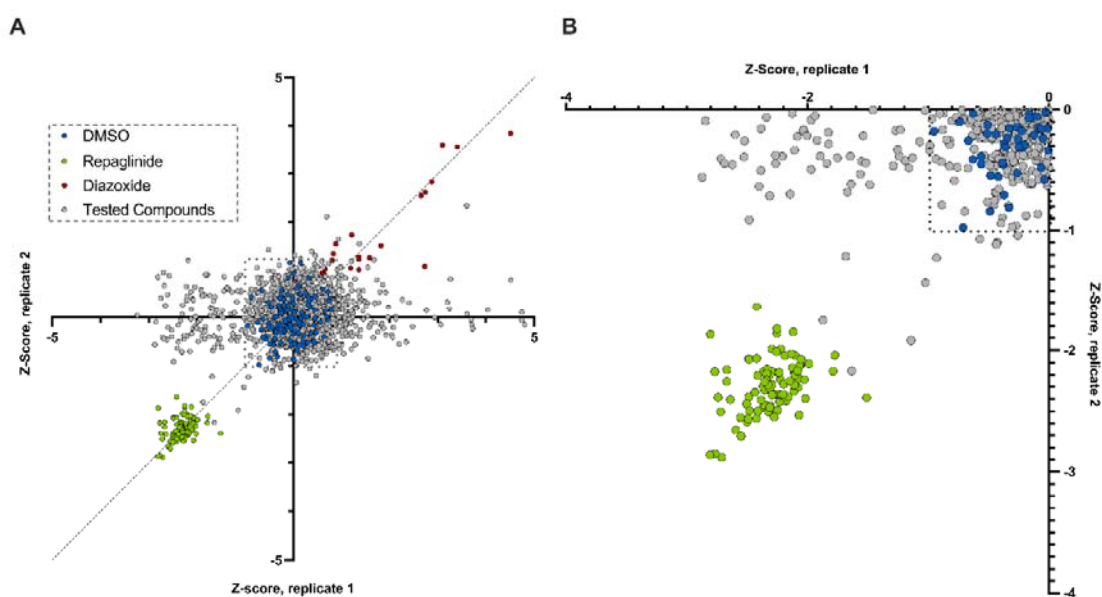 A
5
DMSO
Repaglinide
Diazoxide
Tested Compounds
Z-Score, replicate 2
-5
5
-5
Z-score, replicate 1
B
Z-Score, replicate 1
-4
-2
0
0
-1
-2
-3
-4
Z-Score, replicate 2